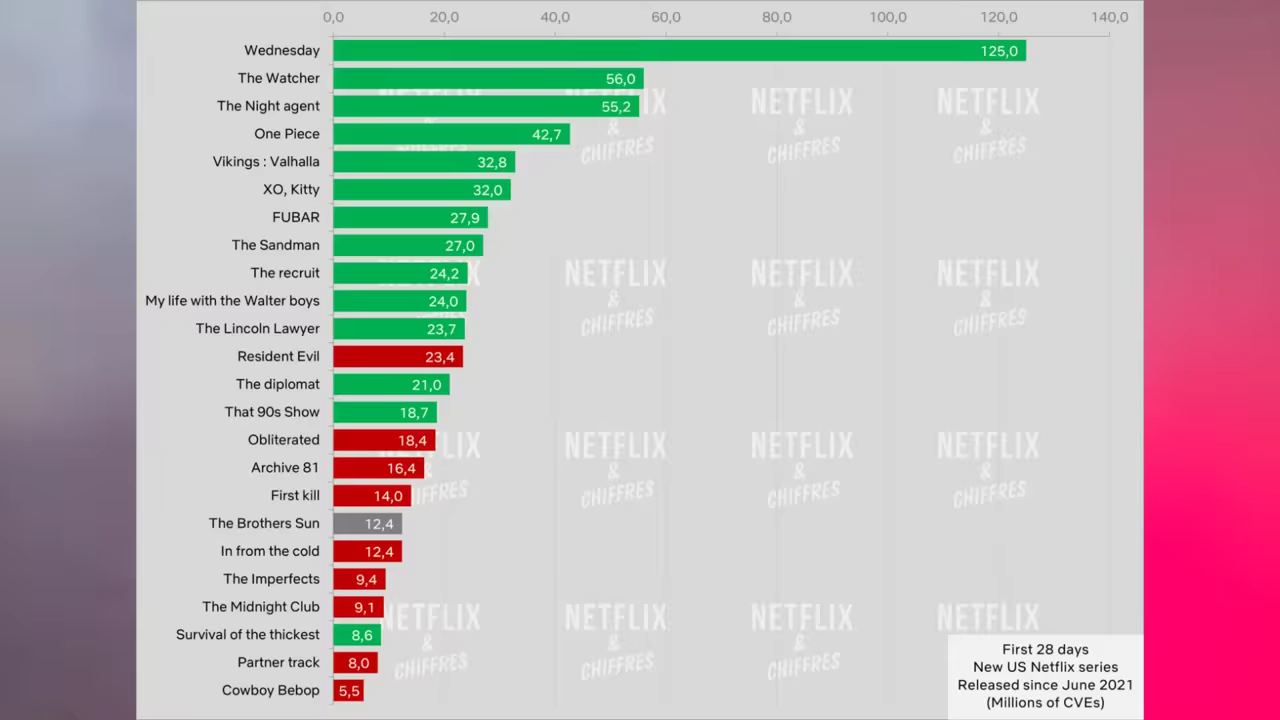 0,0 20,0 40,0 60,0 80,0 100,0 120,0 140,0
Wednesday 125,0
The Watcher 56,0
The Night agent 55,2
One Piece 42,7
Vikings : Valhalla 32,8
XO, Kitty 32,0
FUBAR 27,9
The Sandman 27,0
The recruit 24,2
My life with the Walter boys 24,0
The Lincoln Lawyer 23,7
Resident Evil 23,4
The diplomat 21,0
That 90s Show 18,7
Obliterated 18,4
Archive 81 16,4
First kill 14,0
The Brothers Sun 12,4
In from the cold 12,4
The Imperfects 9,4
The Midnight Club 9,1
Survival of the thickest 8,6
Partner track 8,0
Cowboy Bebop 5,5
First 28 days
New US Netflix series
Released since June 2021
(Millions of CVEs)
NETFLIX
&
CHIFFRES